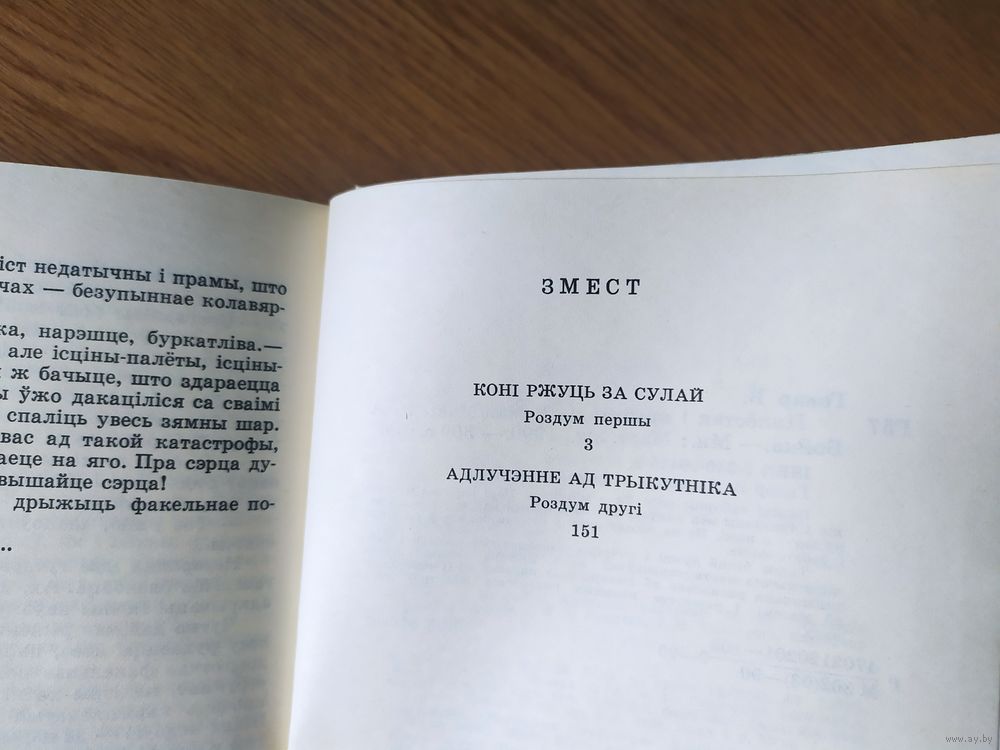 іст недатычны і прамы, што
чах — безупыннае колавяр-
ка, нарэшце, буркатліва.—
але ісціны-палёты, ісціны-
ж бачыце, што здараецца
ы ўжо дакаціліся са сваімі
спаліць увесь зямны шар.
вас ад такой катастрофы,
аеце на яго. Пра сэрца ду-
вышайце сэрца!
дрыжыць факельнае по-
..
ЗМЕСТ
КОНІ РЖУЦЬ ЗА СУЛАЙ
Роздум першы
3
АДЛУЧЭННЕ АД ТРЫКУТНІКА
Роздум другі
151
www.ay.by